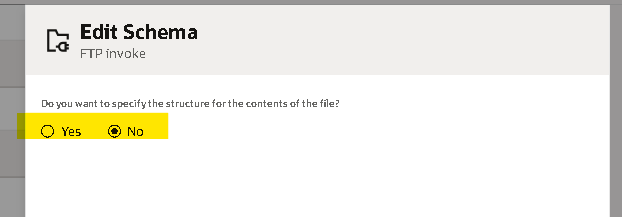 Edit Schema
FTP invoke
Do you want to specify the structure for the contents of the file?
Yes No